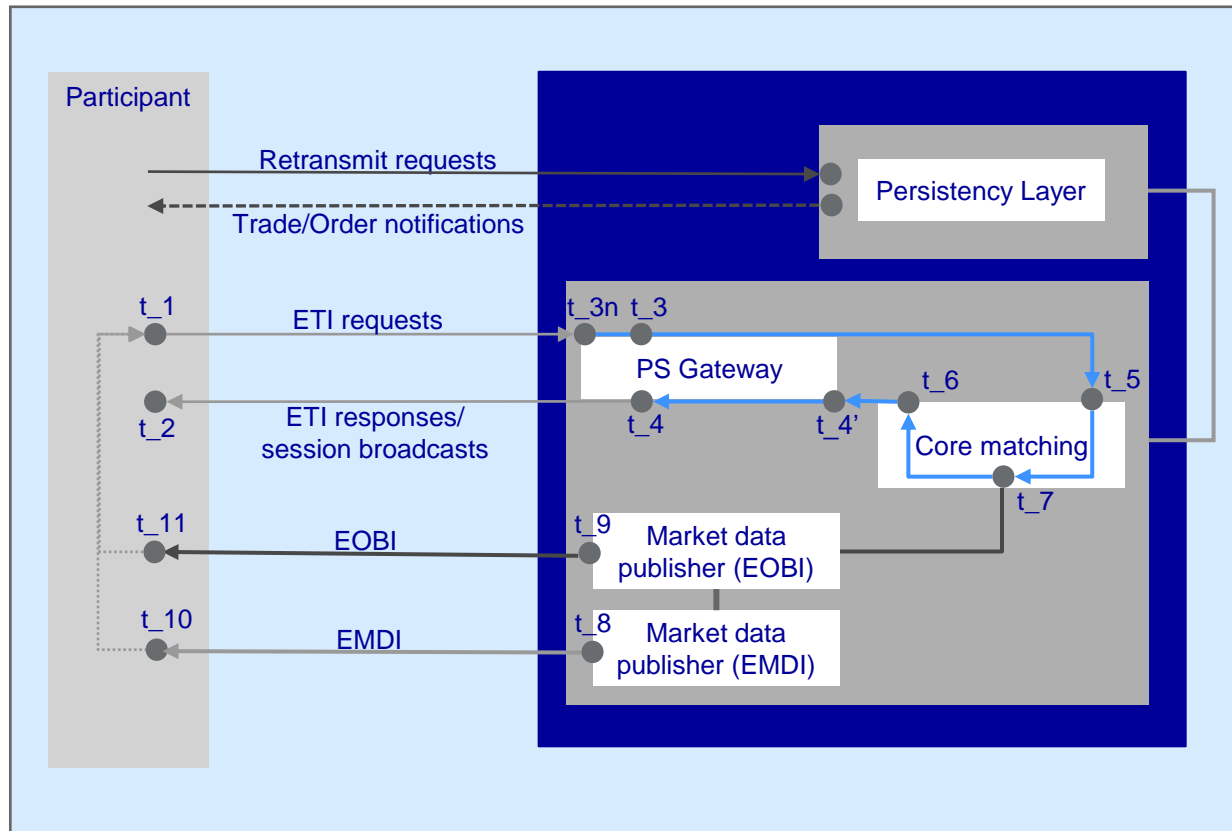 Participant
Retransmit requests
Persistency Layer
Trade/Order notifications
t_1
ETI requests
t_3n
t_3
PS Gateway
t_6
t_5
t_2
ETI responses/
session broadcasts
t_4
t_4’
Core matching
t_7
t_11
EOBI
t_9
Market data
publisher (EOBI)
t_10
EMDI
t_8
Market data
publisher (EMDI)